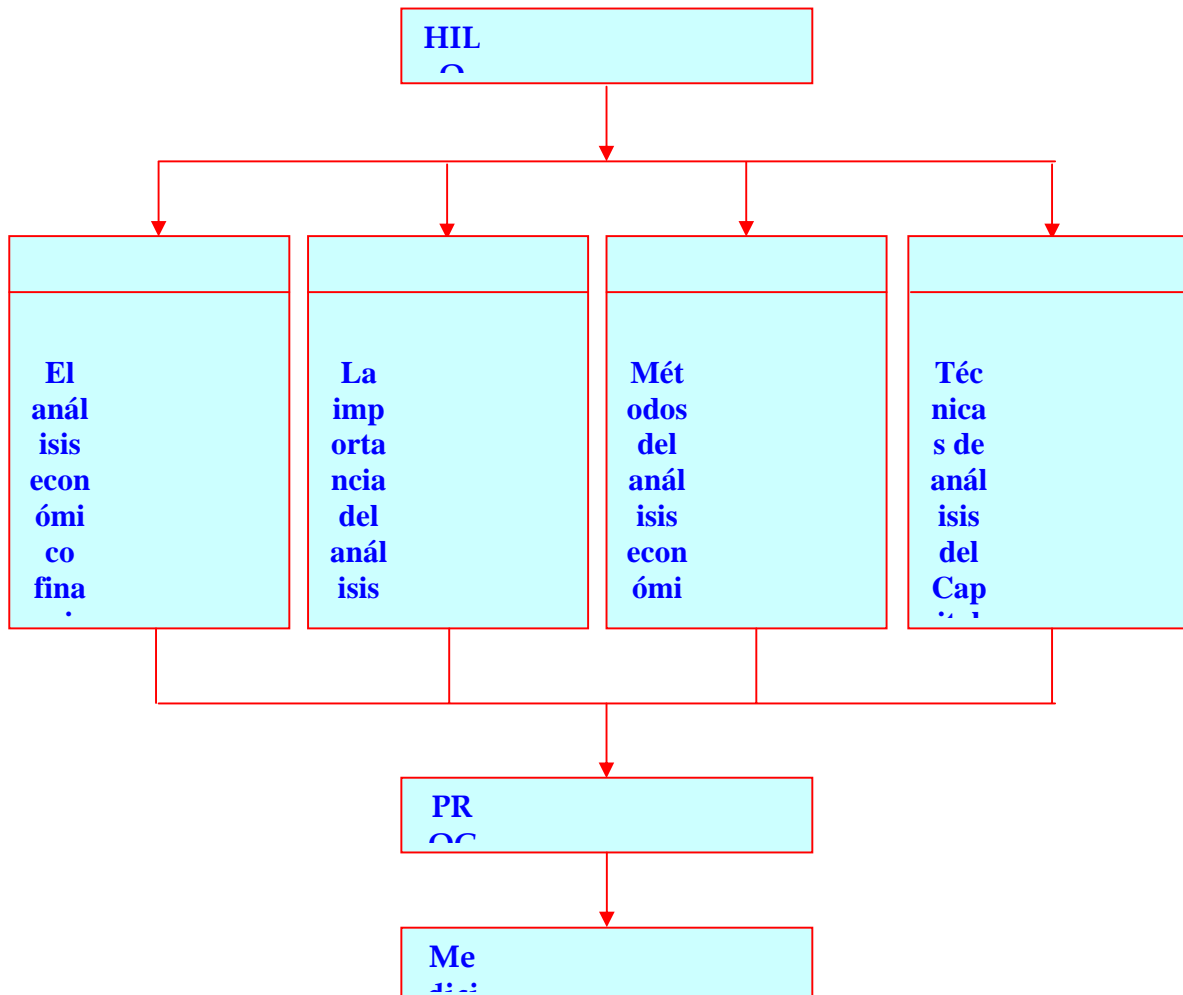 HIL
El
anál
isis
econ
ómi
co
fina
La
imp
orta
ncia
del
anál
isis
Mét
odos
del
anál
isis
econ
ómi
Téc
nica
s de
anál
isis
del
Cap
PR
Me